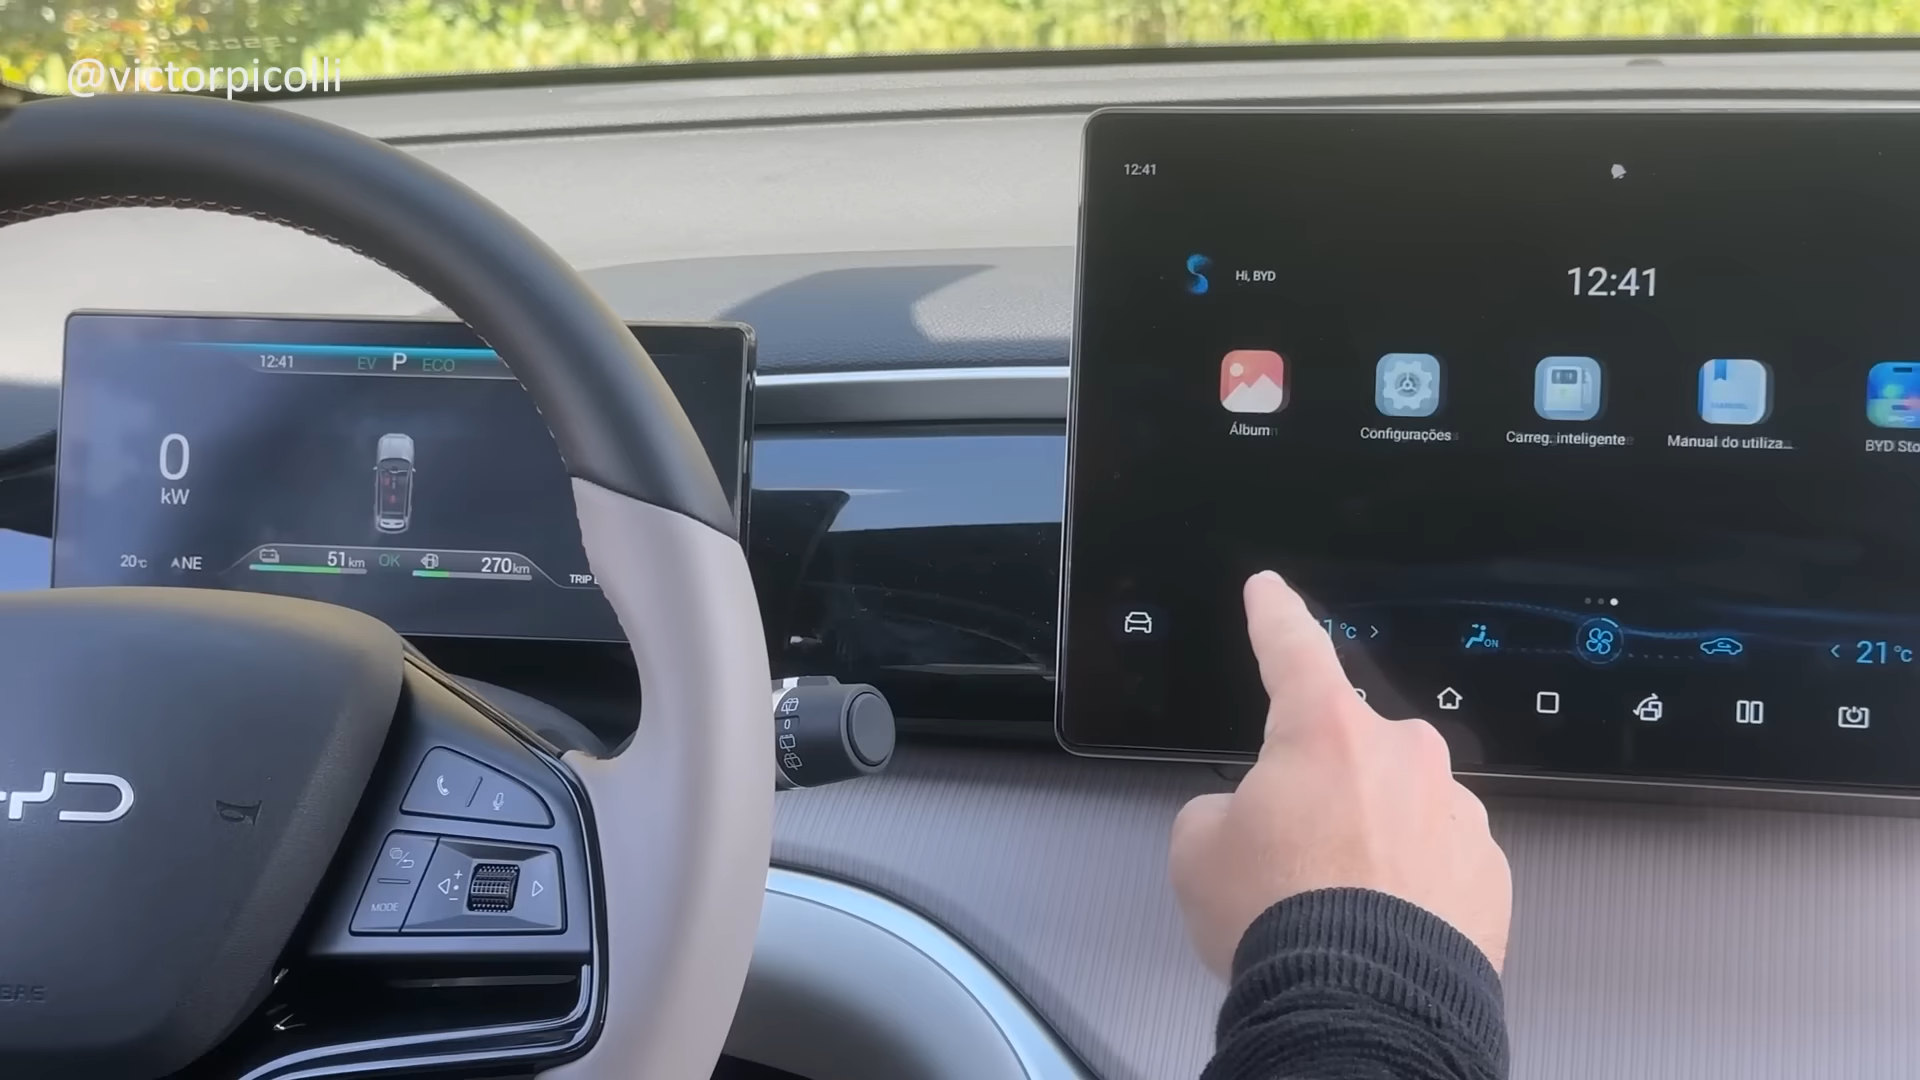 @victorpicolli
12:41
Hi, BYD
12:41
Álbum
Configurações
Carreg. inteligente
Manual do utiliza...
BYD Sto
12:41 EV P ECO
0
kW
20°C NE
51 km OK 270 km
TRIP
°C
ON
21°C
0
MODE